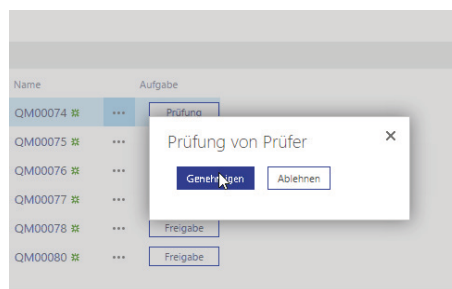 Name Aufgabe
QM00074 ... Prüfung
QM00075 ...
QM00076 ...
QM00077 ...
QM00078 ... Freigabe
QM00080 ... Freigabe
Prüfung von Prüfer ×
Genehmigen Ablehnen